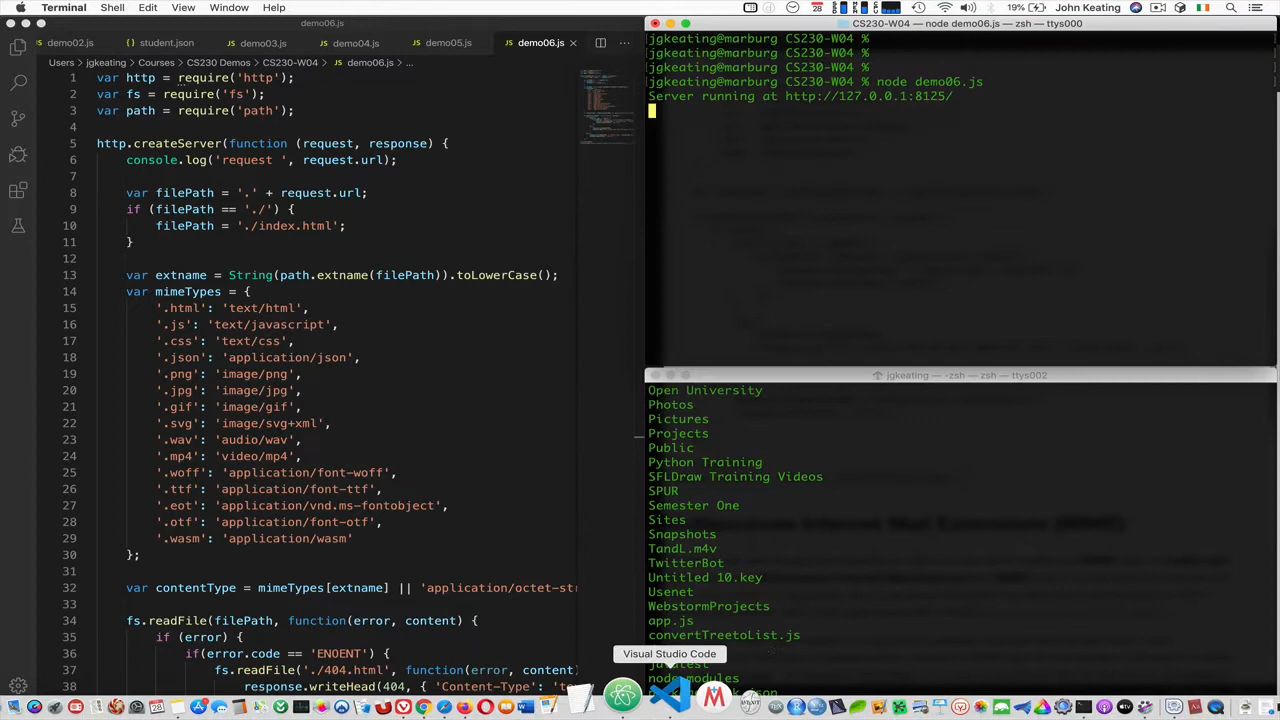 Terminal Shell Edit View Window Help 28 19% John Keating
demo06.js
demo02.js jtident.json demo03.js demo04.js demo05.js demo06.js
Users jgkeating Courses CS230 Demos CS230-W04 demo06.js ...
1 var http = require('http');
2 var fs = require('fs');
3 var path = require('path');
4
5 http.createServer(function (request, response) {
6 console.log('request ', request.url);
7
8 var filePath = '.' + request.url;
9 if (filePath == './') {
10 filePath = './index.html';
11 }
12
13 var extname = String(path.extname(filePath)).toLowerCase();
14 var mimeTypes = {
15 '.html': 'text/html',
16 '.js': 'text/javascript',
17 '.css': 'text/css',
18 '.json': 'application/json',
19 '.png': 'image/png',
20 '.jpg': 'image/jpg',
21 '.gif': 'image/gif',
22 '.svg': 'image/svg+xml',
23 '.wav': 'audio/wav',
24 '.mp4': 'video/mp4',
25 '.woff': 'application/font-woff',
26 '.ttf': 'application/font-ttf',
27 '.eot': 'application/vnd.ms-fontobject',
28 '.otf': 'application/font-otf',
29 '.wasm': 'application/wasm'
30 };
31
32 var contentType = mimeTypes[extname] || 'application/octet-str
33
34 fs.readFile(filePath, function(error, content) {
35 if (error) {
36 if(error.code == 'ENOENT') {
37 fs.readFile('./404.html', function(error, content)
38 response.writeHead(404, { 'Content-Type': 'te
CS230-W04 — node demo06.js — zsh — ttys000
jgkeating@marburg CS230-W04 %
jgkeating@marburg CS230-W04 %
jgkeating@marburg CS230-W04 %
jgkeating@marburg CS230-W04 % node demo06.js
Server running at http://127.0.0.1:8125/
jgkeating — -zsh — zsh — ttys002
Open University
Photos
Pictures
Projects
Public
Python Training
SFLDraw Training Videos
SPUR
Semester One
Sites
Snapshots
TandL.m4v
TwitterBot
Untitled 10.key
Usenet
WebstormProjects
app.js
convertTreetoList.js
node_modules
Visual Studio Code